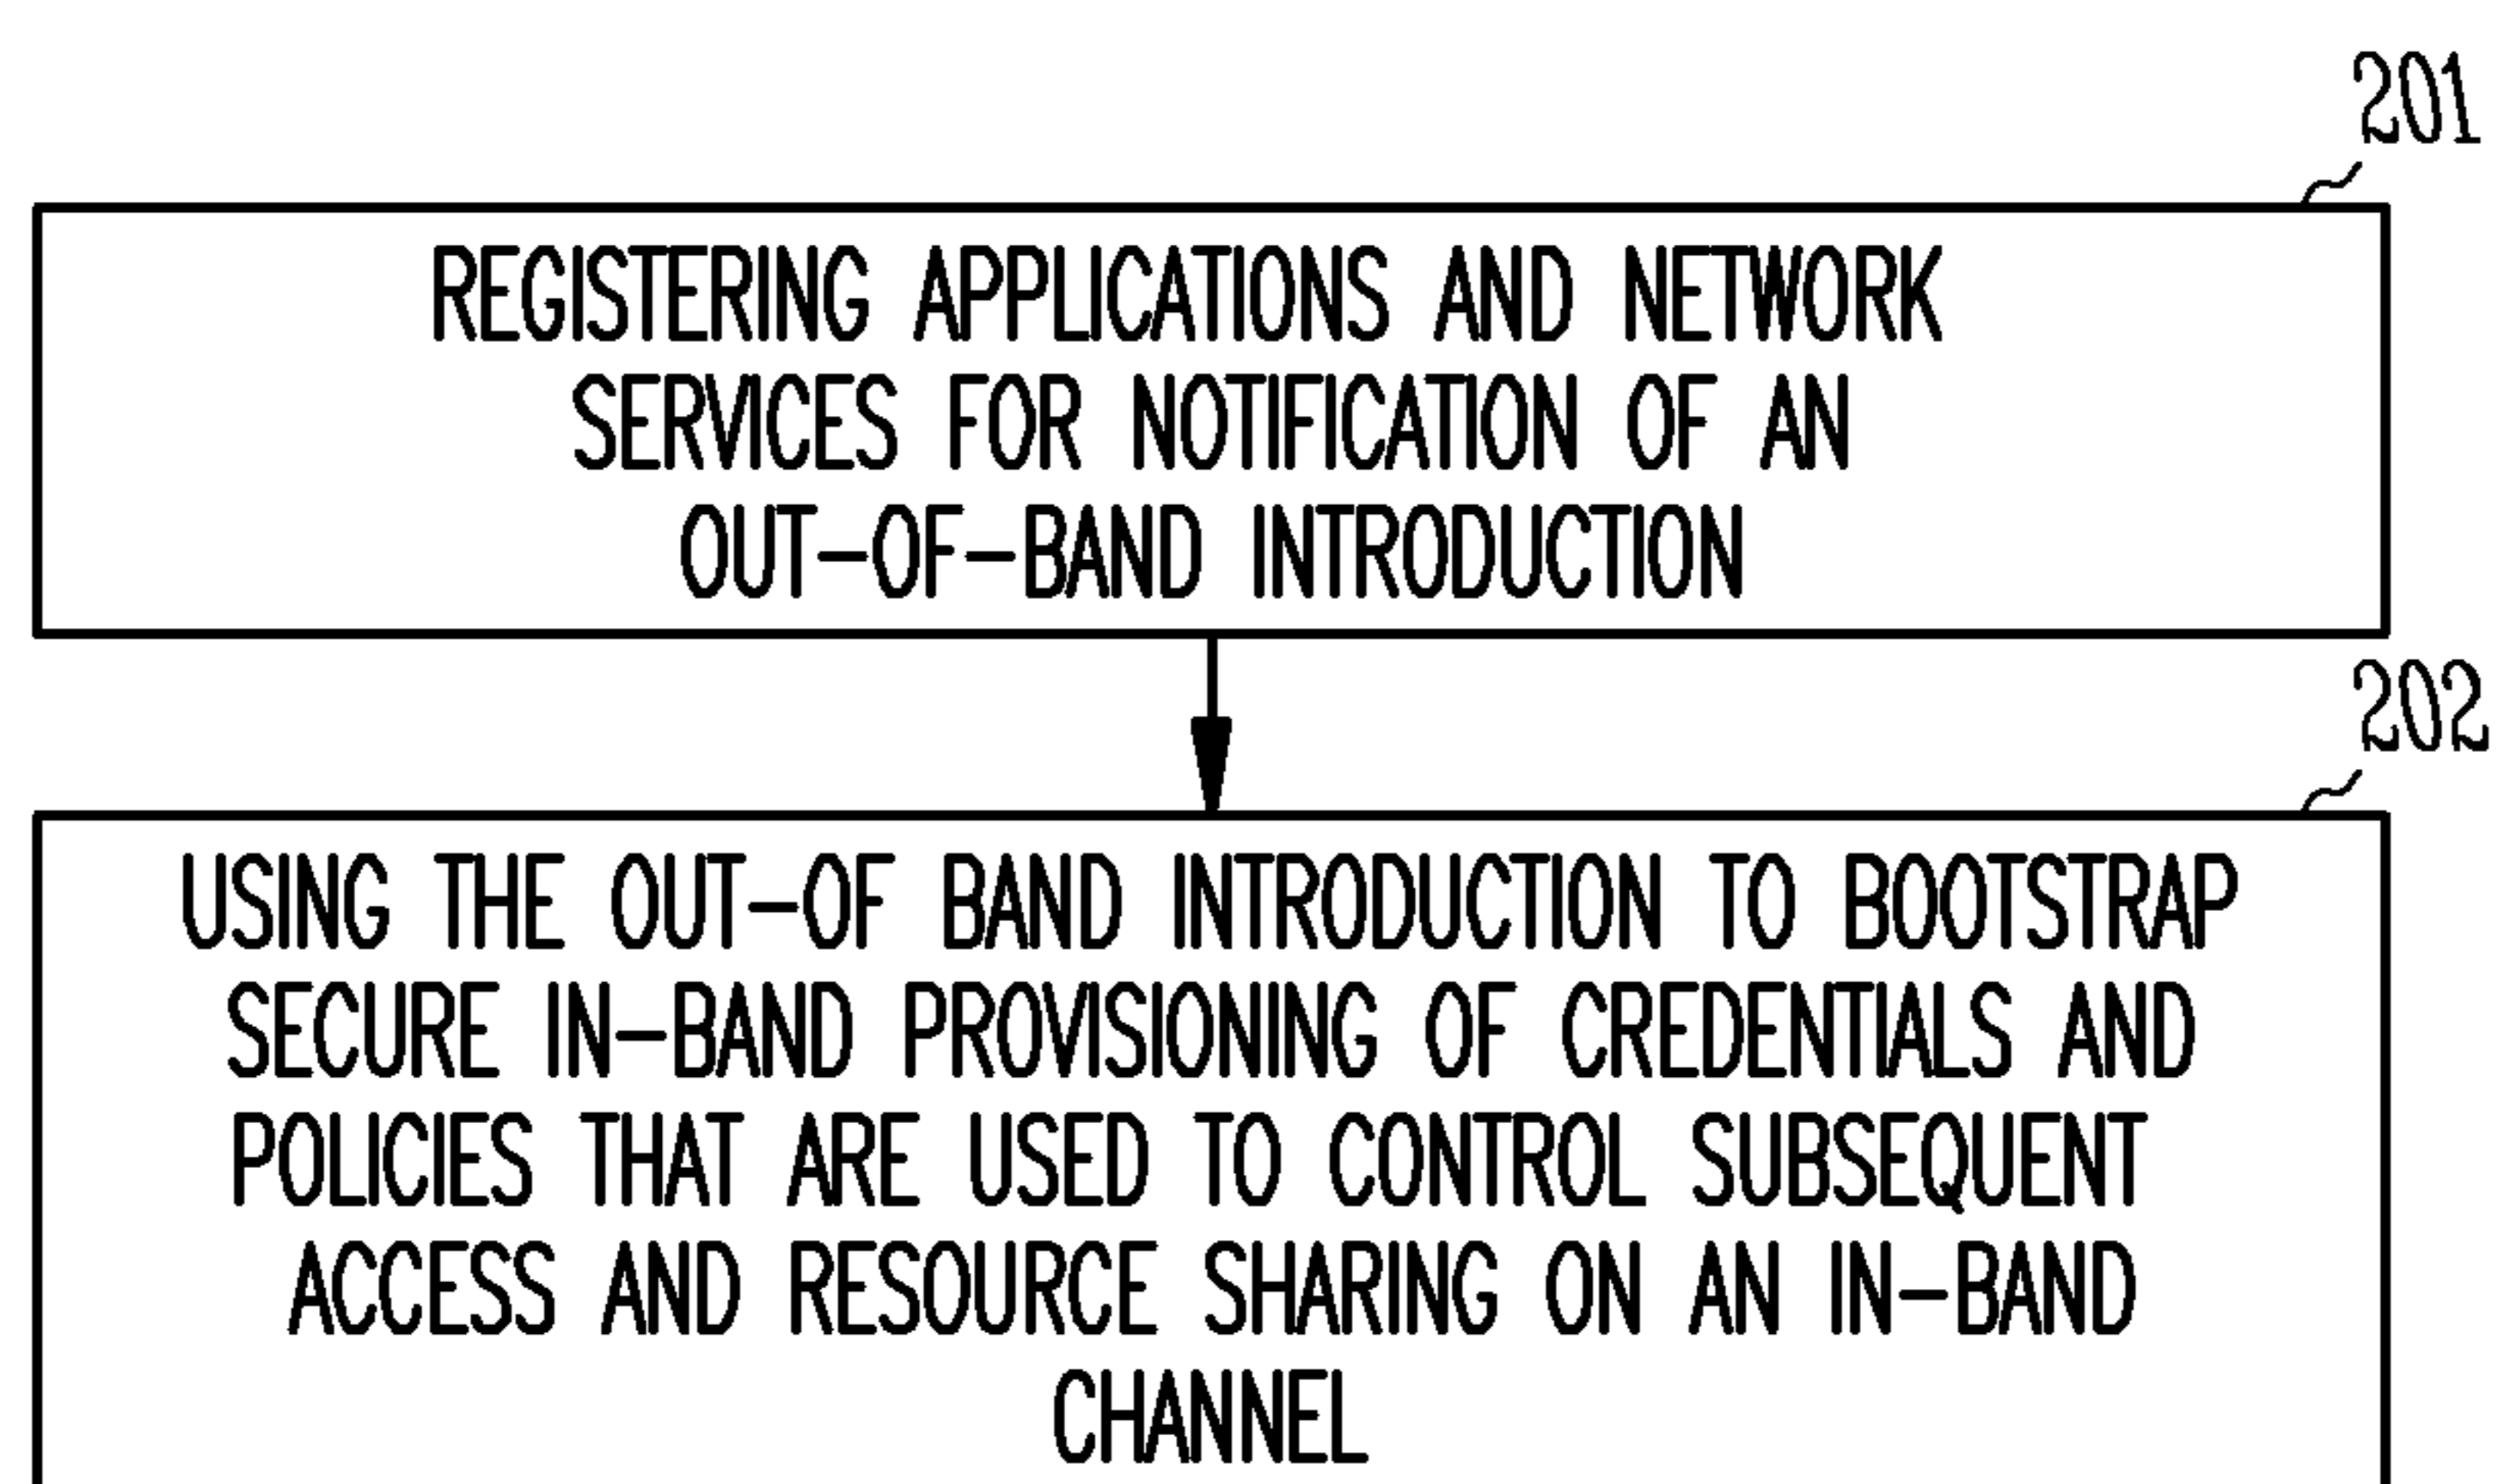 201
REGISTERING APPLICATIONS AND NETWORK
SERVICES FOR NOTIFICATION OF AN
OUT-OF-BAND INTRODUCTION
202
USING THE OUT-OF BAND INTRODUCTION TO BOOTSTRAP
SECURE IN-BAND PROVISIONING OF CREDENTIALS AND
POLICIES THAT ARE USED TO CONTROL SUBSEQUENT
ACCESS AND RESOURCE SHARING ON AN IN-BAND
CHANNEL